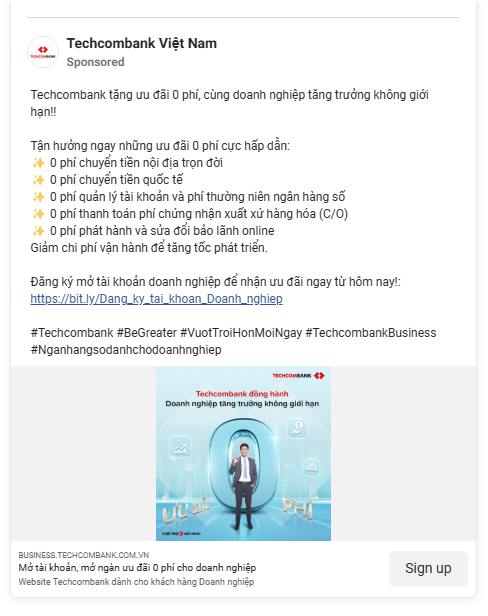 Techcombank Việt Nam
Sponsored
Techcombank tặng ưu đãi 0 phí, cùng doanh nghiệp tăng trưởng không giới
hạn!!
Tận hưởng ngay những ưu đãi 0 phí cực hấp dẫn:
✨ 0 phí chuyển tiền nội địa trọn đời
✨ 0 phí chuyển tiền quốc tế
✨ 0 phí quản lý tài khoản và phí thường niên ngân hàng số
✨ 0 phí thanh toán phí chứng nhận xuất xứ hàng hóa (C/O)
✨ 0 phí phát hành và sửa đổi bảo lãnh online
Giảm chi phí vận hành để tăng tốc phát triển.
Đăng ký mở tài khoản doanh nghiệp để nhận ưu đãi ngay từ hôm nay!:
https://bit.ly/Dang_ky_tai_khoan_Doanh_nghiep
#Techcombank #BeGreater #VuotTroiHonMoiNgay #TechcombankBusiness
#Nganhangsodanhchodoanhnghiep
TECHCOMBANK
Techcombank đồng hành
Doanh nghiệp tăng trưởng không giới hạn
0
ƯU ĐÃI PHÍ
VƯỢT TRỘI HƠN MỖI NGÀY
BUSINESS.TECHCOMBANK.COM.VN
Mở tài khoản, mở ngàn ưu đãi 0 phí cho doanh nghiệp
Website Techcombank dành cho khách hàng Doanh nghiệp
Sign up